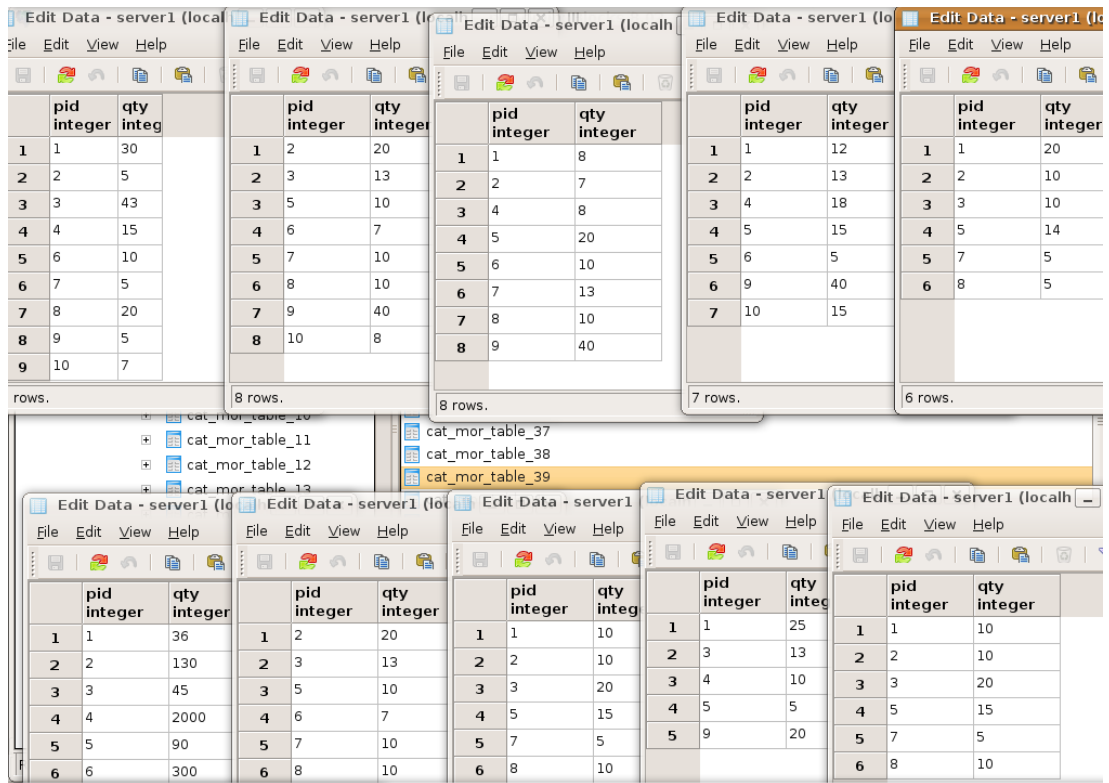 Edit Data - server1 (local
File Edit View Help
pid integer qty integ
1 1 30
2 2 5
3 3 43
4 4 15
5 6 10
6 7 5
7 8 20
8 9 5
9 10 7
rows.
Edit Data - server1 (local
File Edit View Help
pid integer qty integer
1 2 20
2 3 13
3 5 10
4 6 7
5 7 10
6 8 10
7 9 40
8 10 8
8 rows.
Edit Data - server1 (localh
File Edit View Help
pid integer qty integer
1 1 8
2 2 7
3 4 8
4 5 20
5 6 10
6 7 13
7 8 10
8 9 40
8 rows.
Edit Data - server1 (lo
File Edit View Help
pid integer qty integer
1 1 12
2 2 13
3 4 18
4 5 15
5 6 5
6 9 40
7 10 15
7 rows.
Edit Data - server1 (lo
File Edit View Help
pid integer qty integer
1 1 20
2 2 10
3 3 10
4 5 14
5 7 5
6 8 5
6 rows.
cat_mor_table_10
cat_mor_table_11
cat_mor_table_12
cat_mor_table_13
cat_mor_table_37
cat_mor_table_38
cat_mor_table_39
Edit Data - server1 (lo
File Edit View Help
pid integer qty integer
1 1 36
2 2 130
3 3 45
4 4 2000
5 5 90
6 6 300
Edit Data - server1 (loc
File Edit View Help
pid integer qty integer
1 2 20
2 3 13
3 5 10
4 6 7
5 7 10
6 8 10
Edit Data - server1
File Edit View Help
pid integer qty integ
1 1 10
2 2 10
3 3 20
4 5 15
5 7 5
6 8 10
Edit Data - server1
File Edit View Help
pid integer qty integ
1 1 25
2 3 13
3 4 10
4 5 5
5 9 20
Edit Data - server1 (localh
File Edit View Help
pid integer qty integer
1 1 10
2 2 10
3 3 20
4 5 15
5 7 5
6 8 10